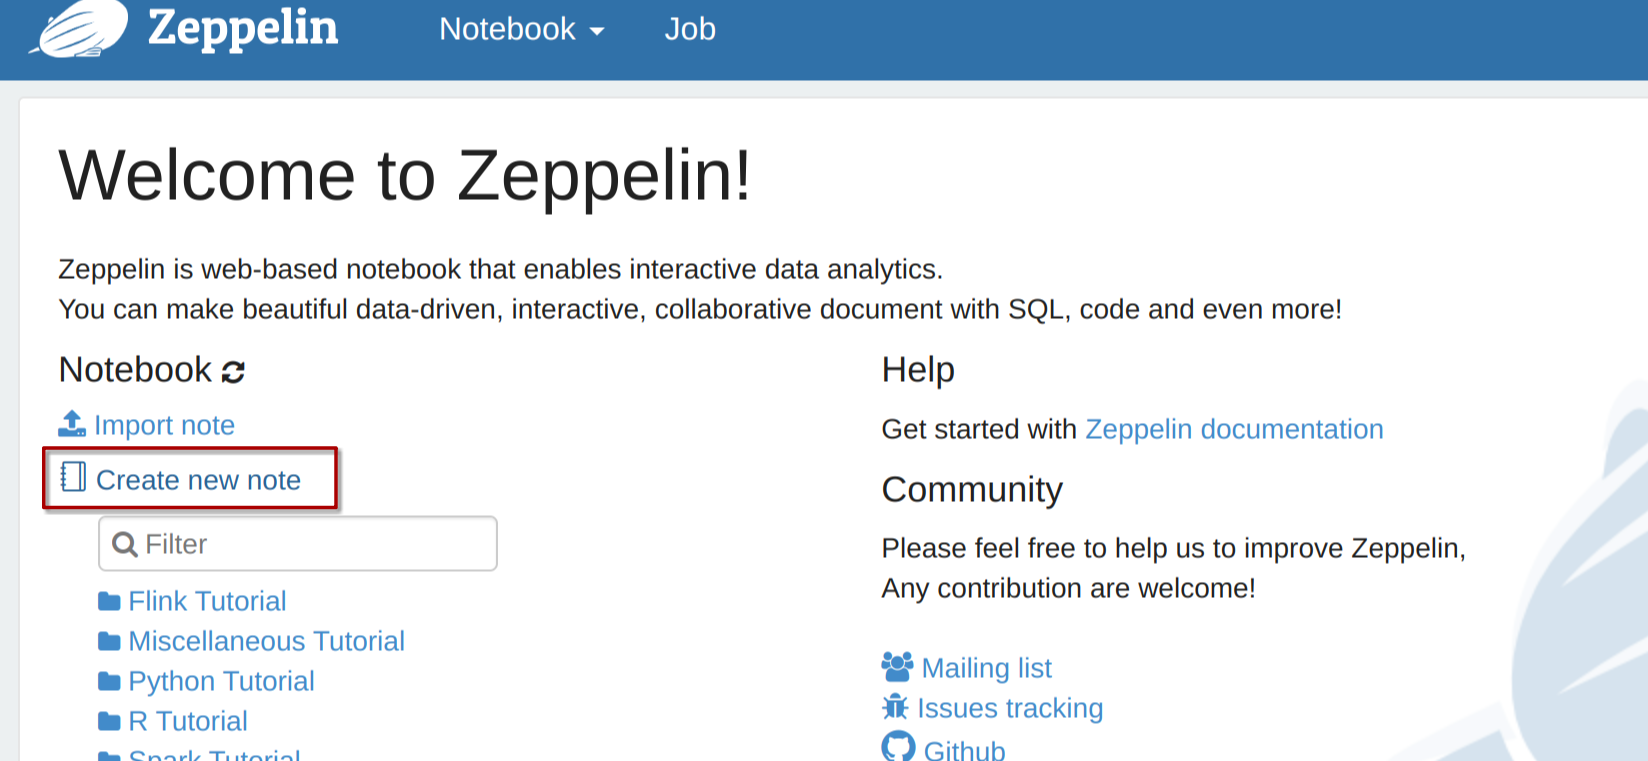 Zeppelin
Notebook
Job
Welcome to Zeppelin!
Zeppelin is web-based notebook that enables interactive data analytics.
You can make beautiful data-driven, interactive, collaborative document with SQL, code and even more!
Notebook
Import note
Create new note
Filter
Flink Tutorial
Miscellaneous Tutorial
Python Tutorial
R Tutorial
Spark Tutorial
Help
Get started with Zeppelin documentation
Community
Please feel free to help us to improve Zeppelin,
Any contribution are welcome!
Mailing list
Issues tracking
Github